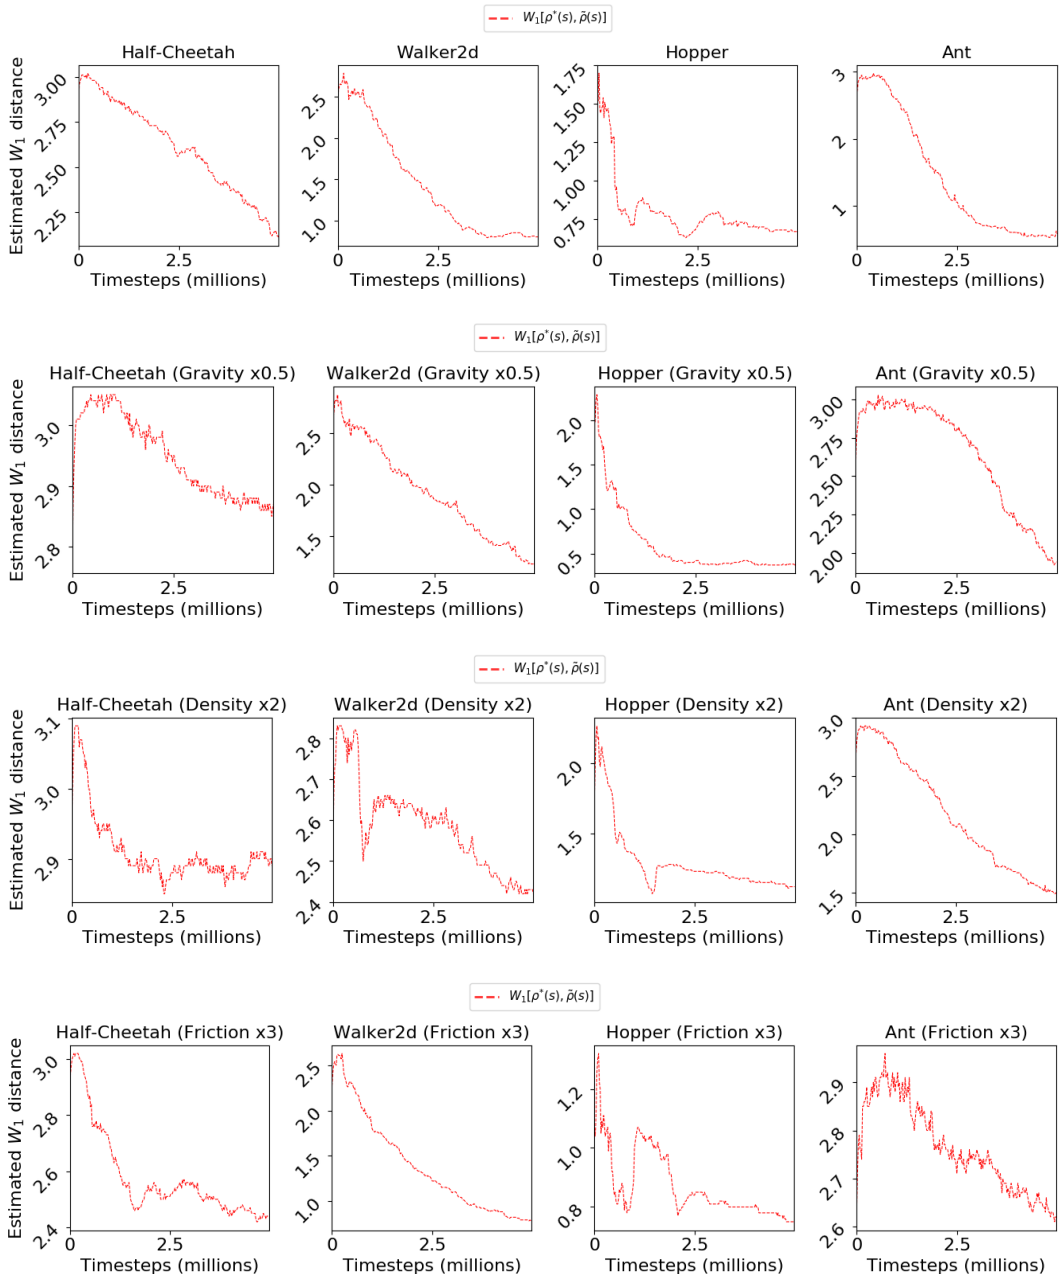 W₁[ρ*(s), ρ̃(s)]
Half-Cheetah
Walker2d
Hopper
Ant
Estimated W₁ distance
3.00
2.75
2.50
2.25
0
2.5
Timesteps (millions)
2.5
2.0
1.5
1.0
0
2.5
Timesteps (millions)
1.75
1.50
1.25
1.00
0.75
0
2.5
Timesteps (millions)
3
2
1
0
2.5
Timesteps (millions)
W₁[ρ*(s), ρ̃(s)]
Half-Cheetah (Gravity x0.5)
Walker2d (Gravity x0.5)
Hopper (Gravity x0.5)
Ant (Gravity x0.5)
Estimated W₁ distance
3.0
2.9
2.8
0
2.5
Timesteps (millions)
2.5
2.0
1.5
0
2.5
Timesteps (millions)
2.0
1.5
1.0
0.5
0
2.5
Timesteps (millions)
3.00
2.75
2.50
2.25
2.00
0
2.5
Timesteps (millions)
W₁[ρ*(s), ρ̃(s)]
Half-Cheetah (Density x2)
Walker2d (Density x2)
Hopper (Density x2)
Ant (Density x2)
Estimated W₁ distance
3.1
3.0
2.9
0
2.5
Timesteps (millions)
2.8
2.7
2.6
2.5
2.4
0
2.5
Timesteps (millions)
2.0
1.5
0
2.5
Timesteps (millions)
3.0
2.5
2.0
1.5
0
2.5
Timesteps (millions)
W₁[ρ*(s), ρ̃(s)]
Half-Cheetah (Friction x3)
Walker2d (Friction x3)
Hopper (Friction x3)
Ant (Friction x3)
Estimated W₁ distance
3.0
2.8
2.6
2.4
0
2.5
Timesteps (millions)
2.5
2.0
1.5
1.0
0
2.5
Timesteps (millions)
1.2
1.0
0.8
0
2.5
Timesteps (millions)
2.9
2.8
2.7
2.6
0
2.5
Timesteps (millions)